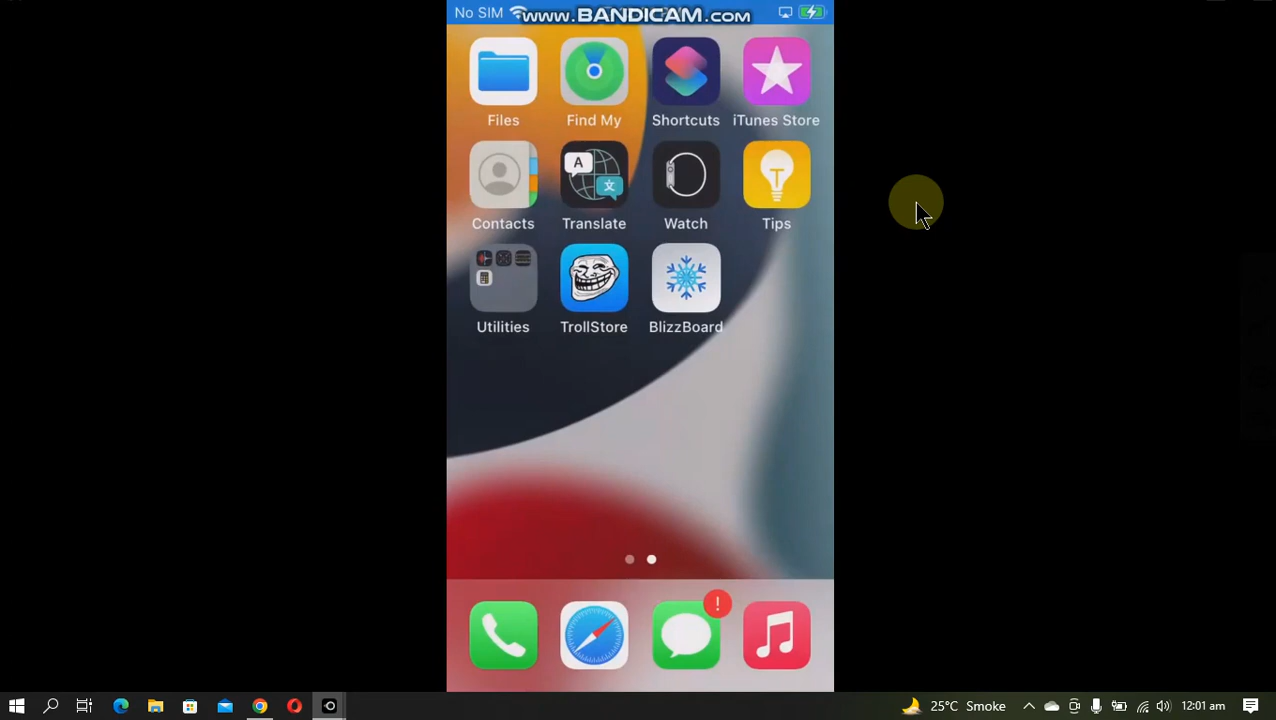 No SIM
www.BANDICAM.com
Files
Find My
Shortcuts
iTunes Store
A
文
T
Contacts
Translate
Watch
Tips
Utilities
TrollStore
BlizzBoard
!
25°C Smoke
12:01 am